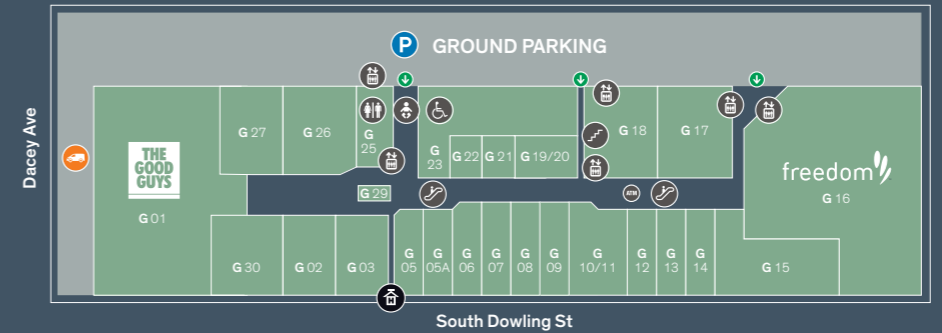 P GROUND PARKING
Dacey Ave
G 27
G 26
G
25
G
23
G 22
G 21
G 19/20
G 18
G 17
THE
GOOD
GUYS
G 01
G 29
ATM
freedom
G 16
G 30
G 02
G 03
G
05
G
05A
G
06
G
07
G
08
G
09
G
10/11
G
12
G
13
G
14
G 15
South Dowling St